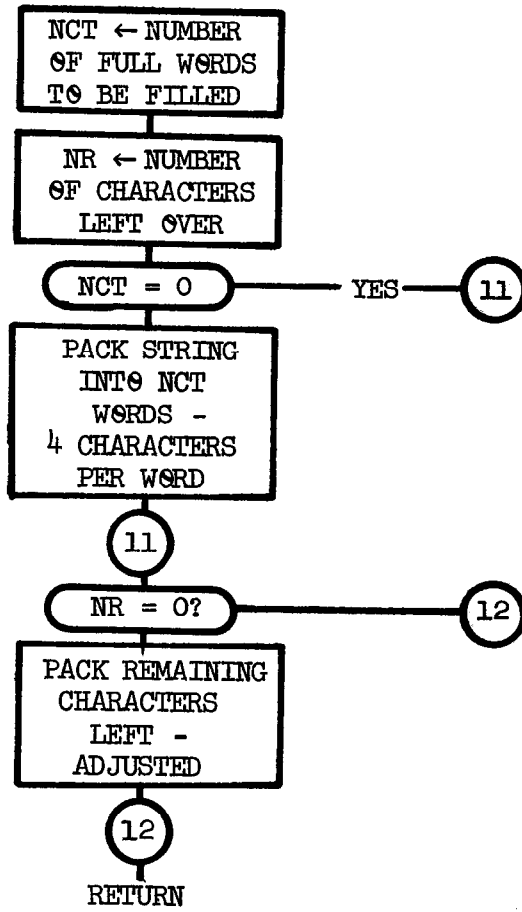 NCT ← NUMBER
OF FULL WORDS
TO BE FILLED
NR ← NUMBER
OF CHARACTERS
LEFT OVER
NCT = 0
YES
11
PACK STRING
INTO NCT
WORDS -
4 CHARACTERS
PER WORD
11
NR = 0?
12
PACK REMAINING
CHARACTERS
LEFT -
ADJUSTED
12
RETURN